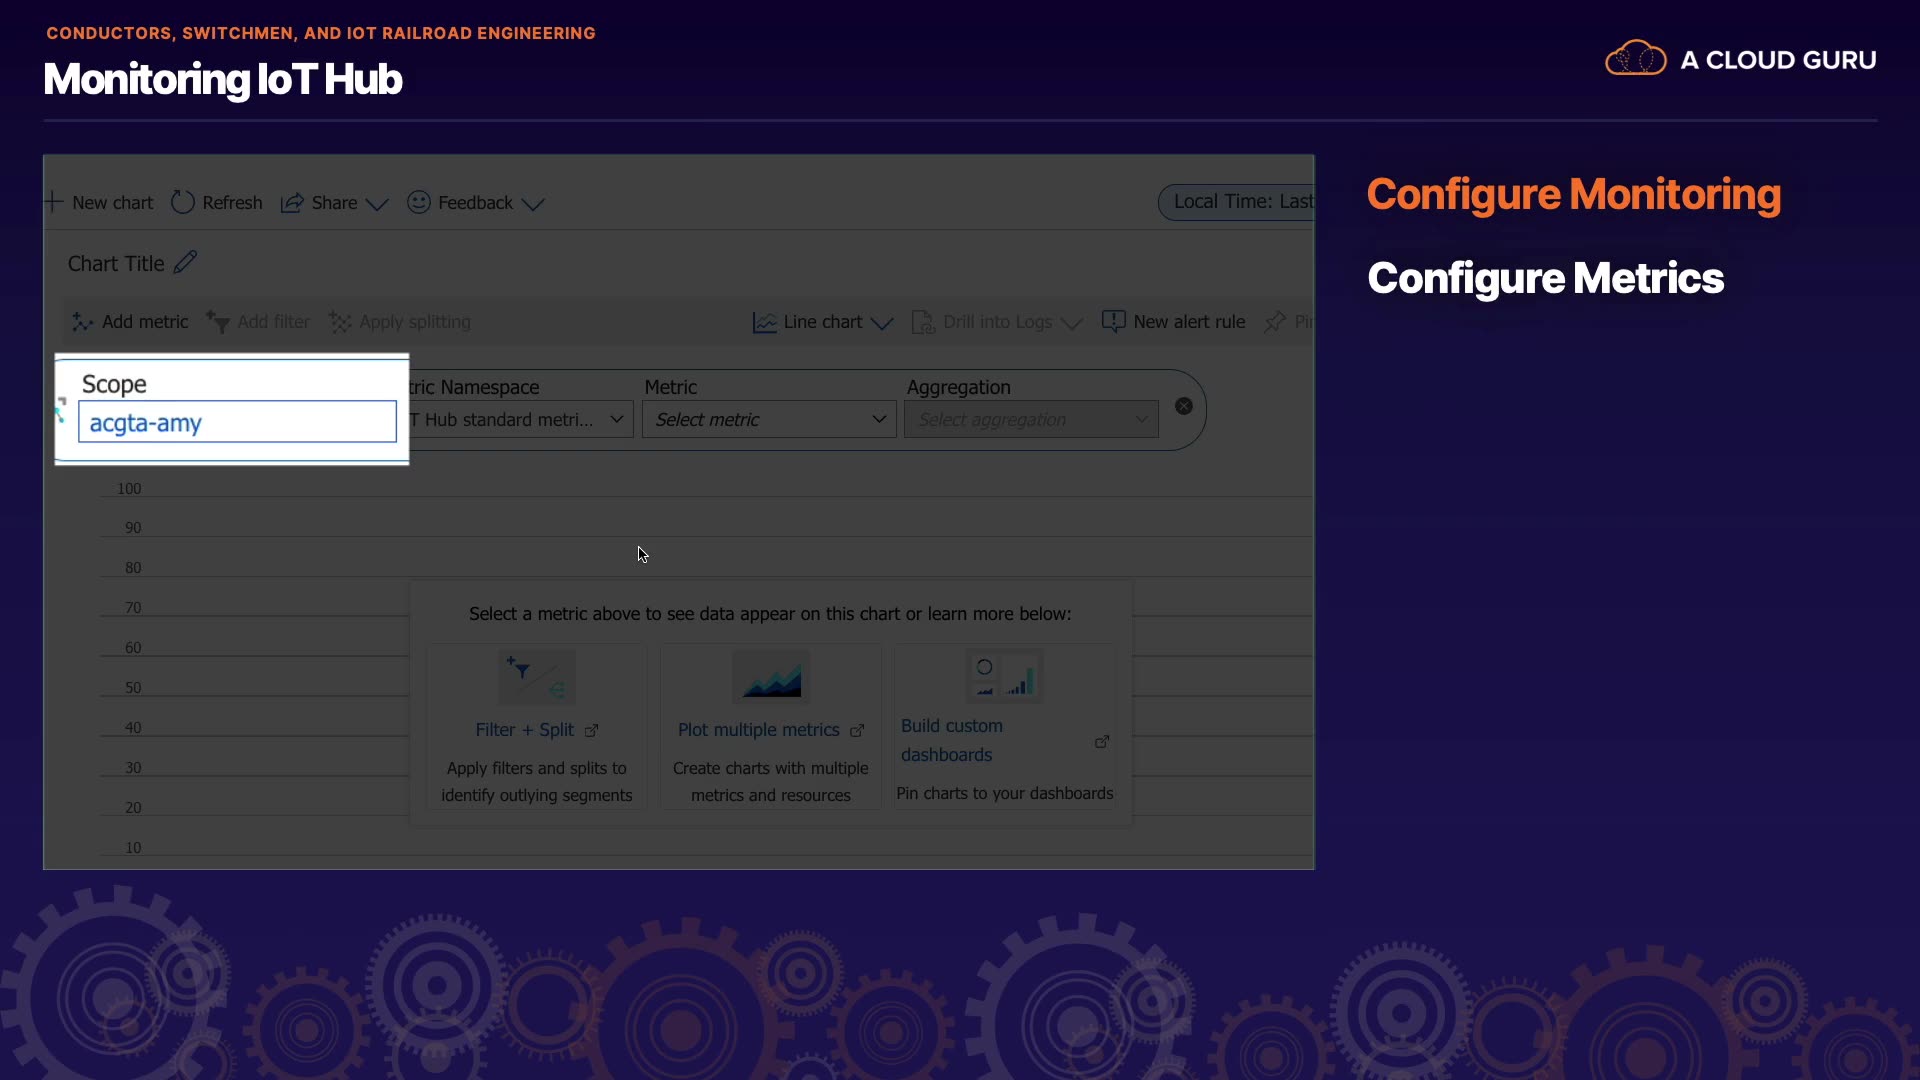 CONDUCTORS, SWITCHMEN, AND IOT RAILROAD ENGINEERING
Monitoring IoT Hub
A CLOUD GURU
New chart Refresh Share Feedback Local Time: Last
Chart Title
Add metric Add filter Apply splitting Line chart Drill into Logs New alert rule Pin
Scope
acgta-amy
tric Namespace Metric Aggregation
T Hub standard metri... Select metric Select aggregation
100
90
80
70
60
50
40
30
20
10
Select a metric above to see data appear on this chart or learn more below:
Filter + Split
Apply filters and splits to
identify outlying segments
Plot multiple metrics
Create charts with multiple
metrics and resources
Build custom
dashboards
Pin charts to your dashboards
Configure Monitoring
Configure Metrics